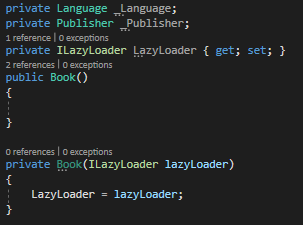 private Language _Language;
private Publisher _Publisher;
1 reference | 0 exceptions
private ILazyLoader LazyLoader { get; set; }
2 references | 0 exceptions
public Book()
{
}
0 references | 0 exceptions
private Book(ILazyLoader lazyLoader)
{
LazyLoader = lazyLoader;
}